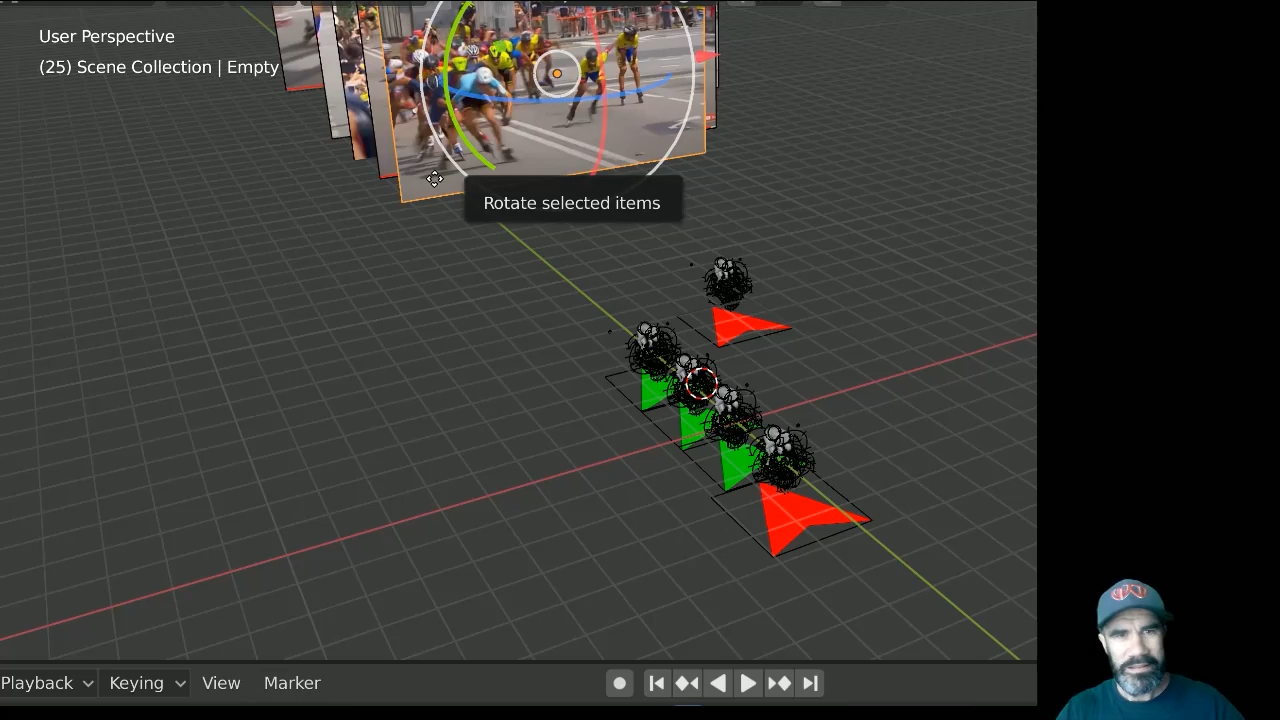 User Perspective
(25) Scene Collection | Empty
Rotate selected items
Playback Keying View Marker